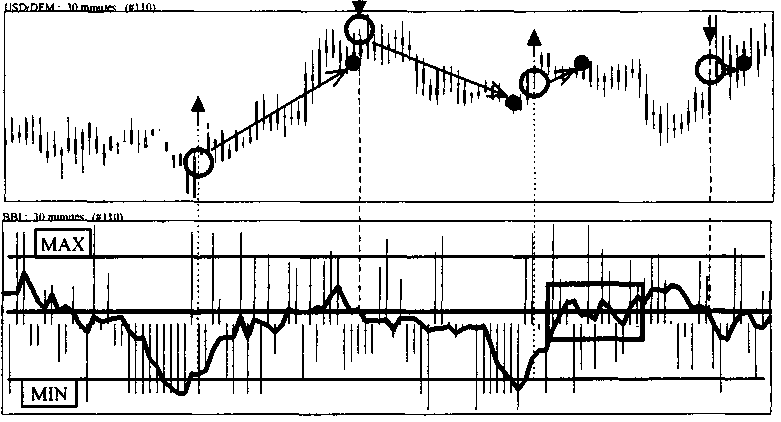 USD/DEM: 30 minutes (#110)
BBI: 30 minutes (#110)
MAX
MIN